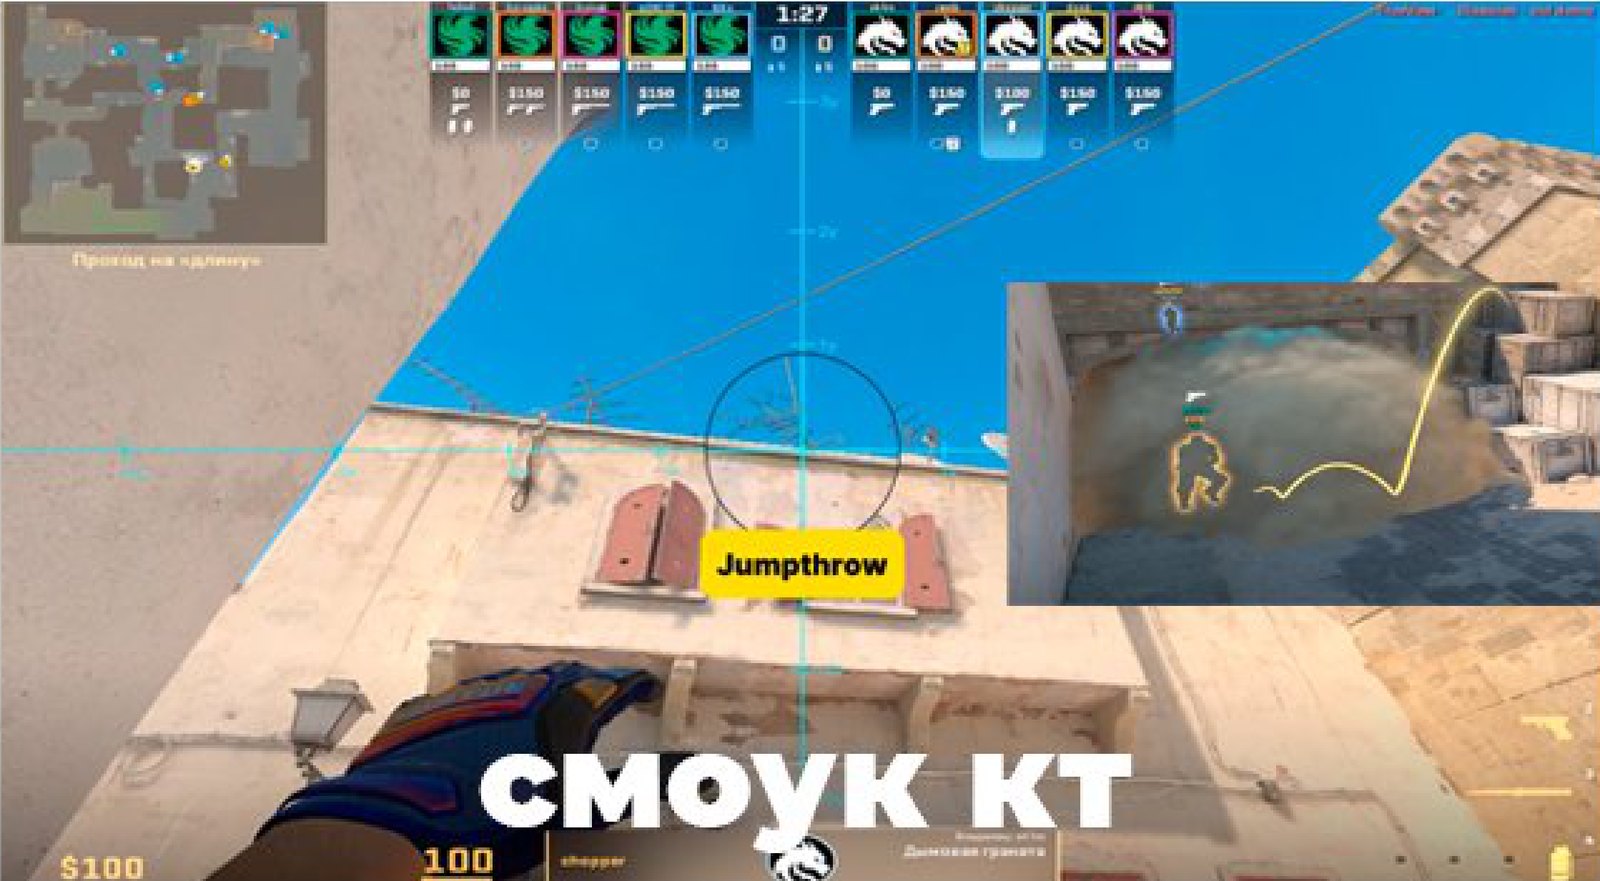 1:27
0 0
$0 $150 $150 $150 $150 $0 $150 $100 $150 $150
Проход на «длину»
Jumpthrow
смоук кт
$100
100
chopper
Дымовая граната